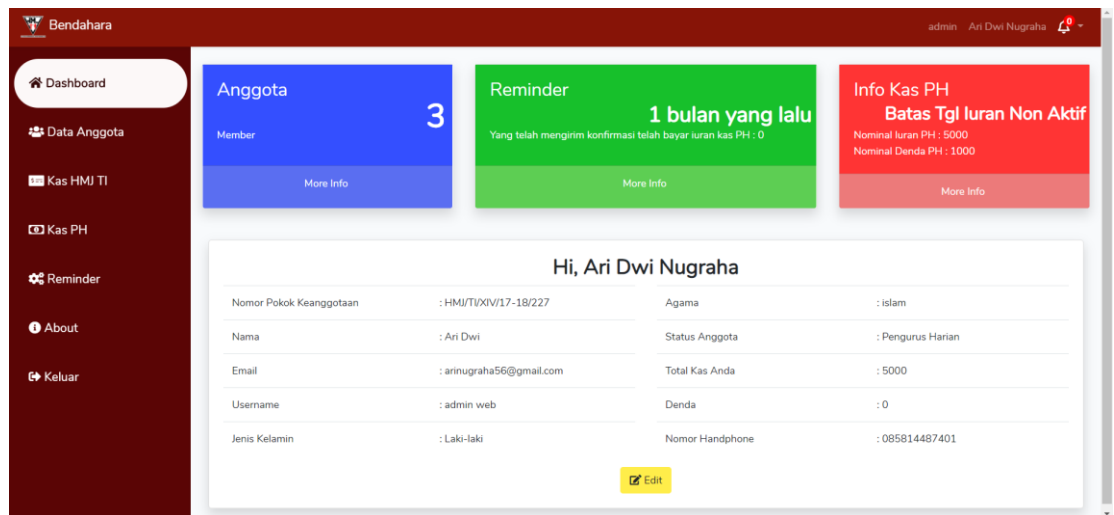 Bendahara
admin Ari Dwi Nugraha 0
Dashboard
Data Anggota
Kas HMJ TI
Kas PH
Reminder
About
Keluar
Anggota
3
Member
More Info
Reminder
1 bulan yang lalu
Yang telah mengirim konfirmasi telah bayar iuran kas PH : 0
More Info
Info Kas PH
Batas Tgl Iuran Non Aktif
Nominal Iuran PH : 5000
Nominal Denda PH : 1000
More Info
Hi, Ari Dwi Nugraha
Nomor Pokok Keanggotaan : HMJ/TI/XIV/17-18/227
Nama : Ari Dwi
Email : arinugraha56@gmail.com
Username : admin web
Jenis Kelamin : Laki-laki
Agama : islam
Status Anggota : Pengurus Harian
Total Kas Anda : 5000
Denda : 0
Nomor Handphone : 085814487401
Edit